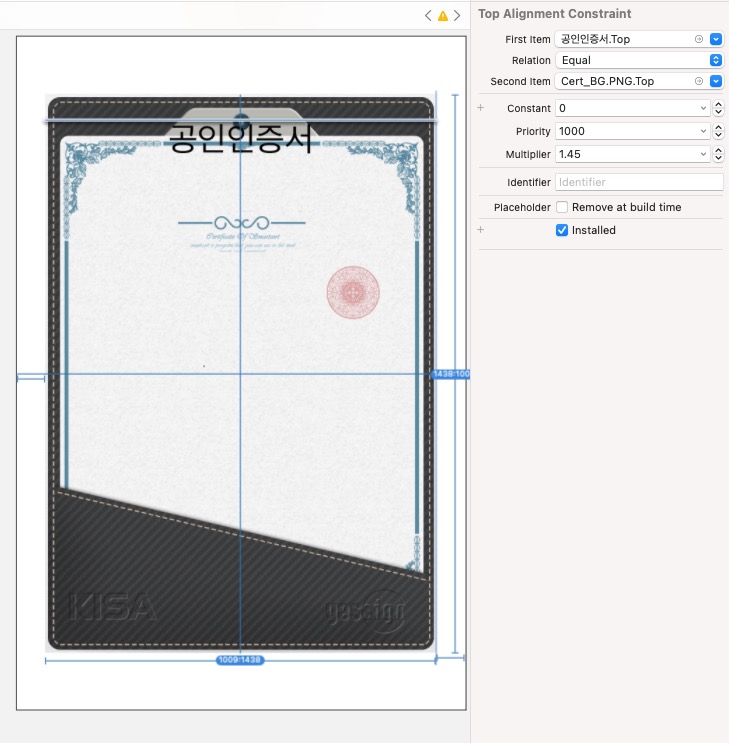 Top Alignment Constraint
First Item 공인인증서.Top
Relation Equal
Second Item Cert_BG.PNG.Top
Constant 0
Priority 1000
Multiplier 1.45
Identifier Identifier
Placeholder Remove at build time
Installed
공인인증서
Certificate Of Smartcert
1438:100
KISA
yessign
1009:1438